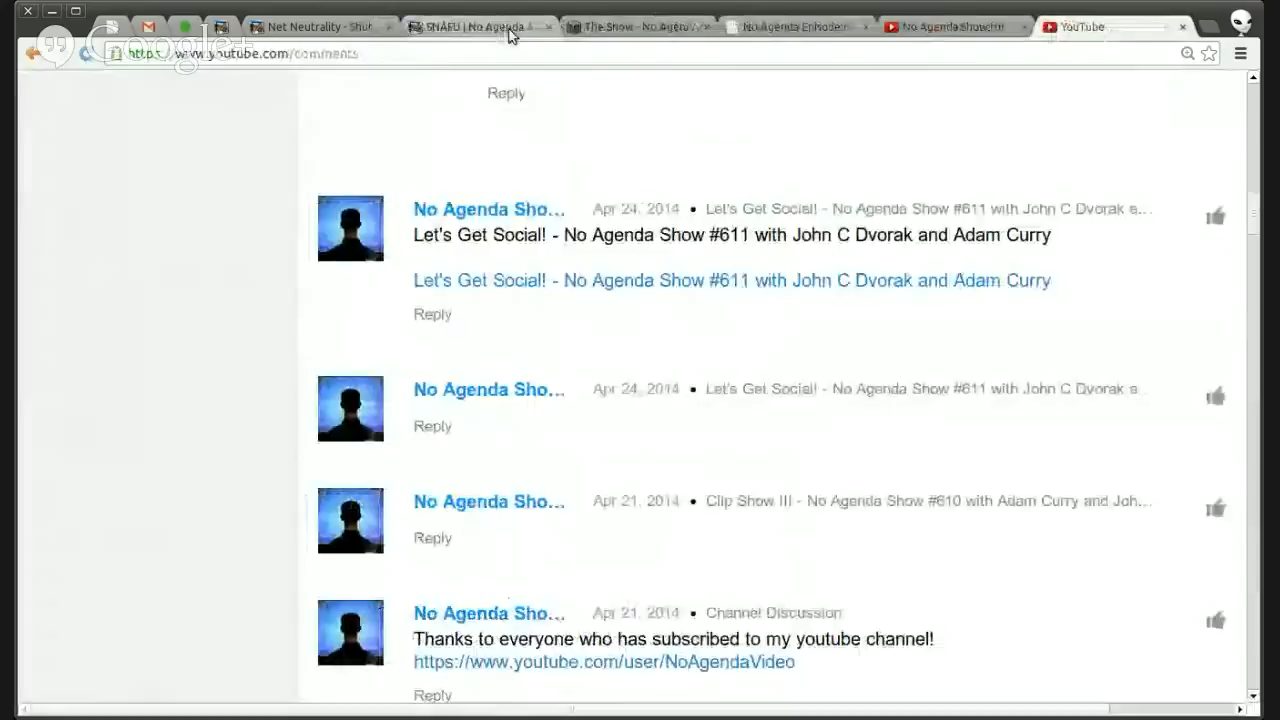 Net Neutrality - Shut
SNAFU | No Agenda
The Show - No Agen
No Agenda Episode
No Agenda Show
YouTube
Google+
https://www.youtube.com/comments
Reply
No Agenda Sho... Apr 24, 2014 • Let's Get Social! - No Agenda Show #611 with John C Dvorak a...
Let's Get Social! - No Agenda Show #611 with John C Dvorak and Adam Curry
Let's Get Social! - No Agenda Show #611 with John C Dvorak and Adam Curry
Reply
No Agenda Sho... Apr 24, 2014 • Let's Get Social! - No Agenda Show #611 with John C Dvorak a...
Reply
No Agenda Sho... Apr 21, 2014 • Clip Show III - No Agenda Show #610 with Adam Curry and Joh...
Reply
No Agenda Sho... Apr 21, 2014 • Channel Discussion
Thanks to everyone who has subscribed to my youtube channel!
https://www.youtube.com/user/NoAgendaVideo
Reply